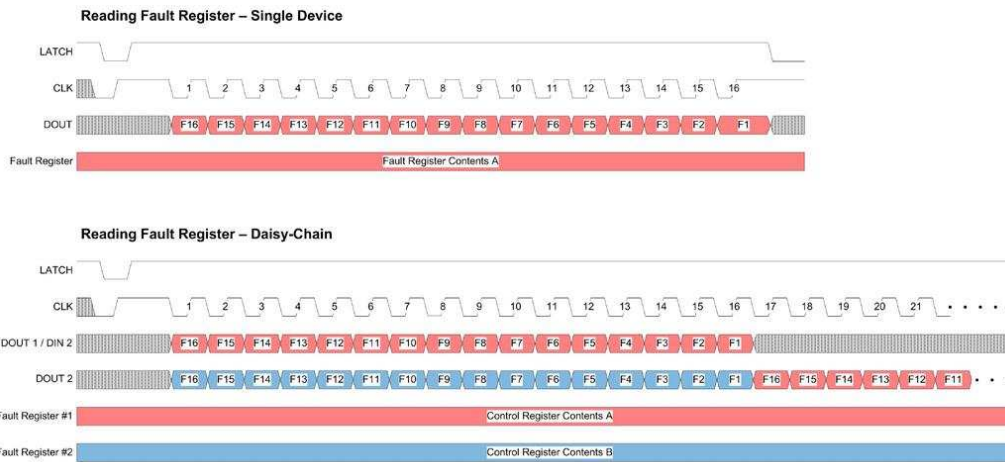 Reading Fault Register – Single Device
LATCH
CLK 1 2 3 4 5 6 7 8 9 10 11 12 13 14 15 16
DOUT F16 F15 F14 F13 F12 F11 F10 F9 F8 F7 F6 F5 F4 F3 F2 F1
Fault Register Fault Register Contents A
Reading Fault Register – Daisy-Chain
LATCH
CLK 1 2 3 4 5 6 7 8 9 10 11 12 13 14 15 16 17 18 19 20 21
DOUT 1 / DIN 2 F16 F15 F14 F13 F12 F11 F10 F9 F8 F7 F6 F5 F4 F3 F2 F1
DOUT 2 F16 F15 F14 F13 F12 F11 F10 F9 F8 F7 F6 F5 F4 F3 F2 F1 F16 F15 F14 F13 F12 F11
Fault Register #1 Control Register Contents A
Fault Register #2 Control Register Contents B